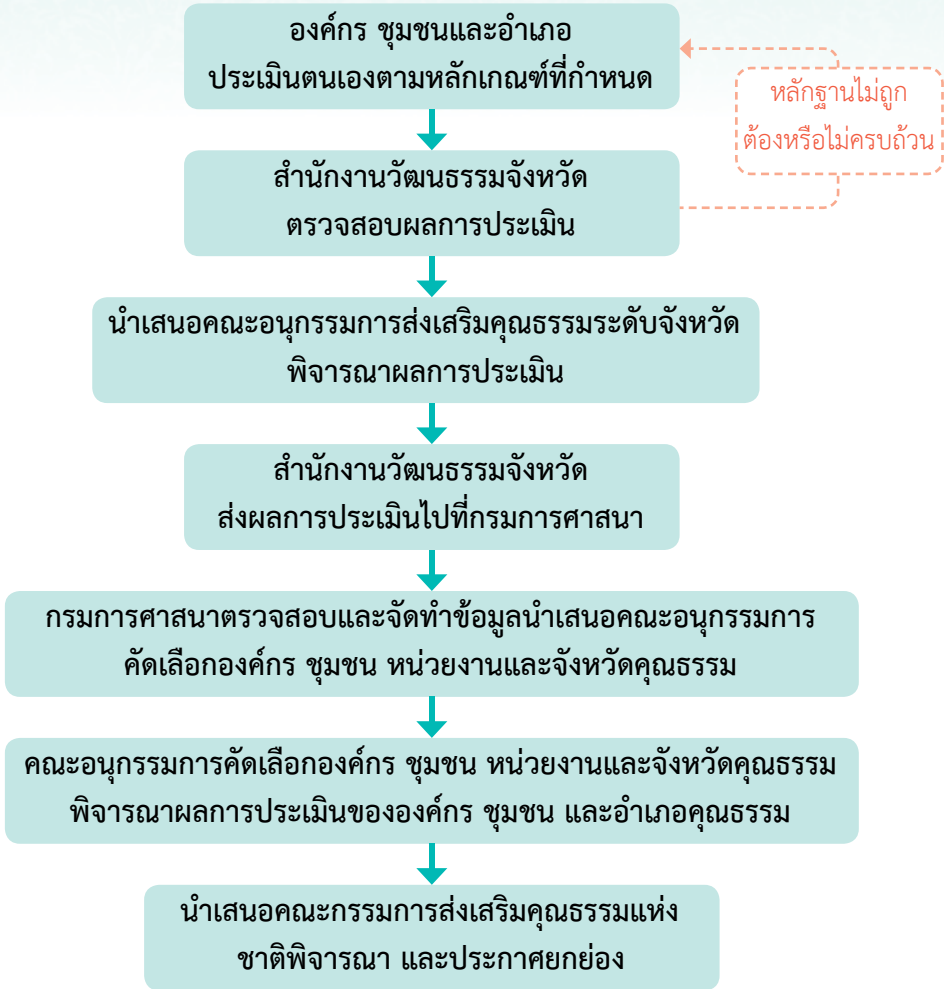 องค์กร ชุมชนและอำเภอ
ประเมินตนเองตามหลักเกณฑ์ที่กำหนด
หลักฐานไม่ถูก
ต้องหรือไม่ครบถ้วน
สำนักงานวัฒนธรรมจังหวัด
ตรวจสอบผลการประเมิน
นำเสนอคณะอนุกรรมการส่งเสริมคุณธรรมระดับจังหวัด
พิจารณาผลการประเมิน
สำนักงานวัฒนธรรมจังหวัด
ส่งผลการประเมินไปที่กรมการศาสนา
กรมการศาสนาตรวจสอบและจัดทำข้อมูลนำเสนอคณะอนุกรรมการ
คัดเลือกองค์กร ชุมชน หน่วยงานและจังหวัดคุณธรรม
คณะอนุกรรมการคัดเลือกองค์กร ชุมชน หน่วยงานและจังหวัดคุณธรรม
พิจารณาผลการประเมินขององค์กร ชุมชน และอำเภอคุณธรรม
นำเสนอคณะกรรมการส่งเสริมคุณธรรมแห่ง
ชาติพิจารณา และประกาศยกย่อง